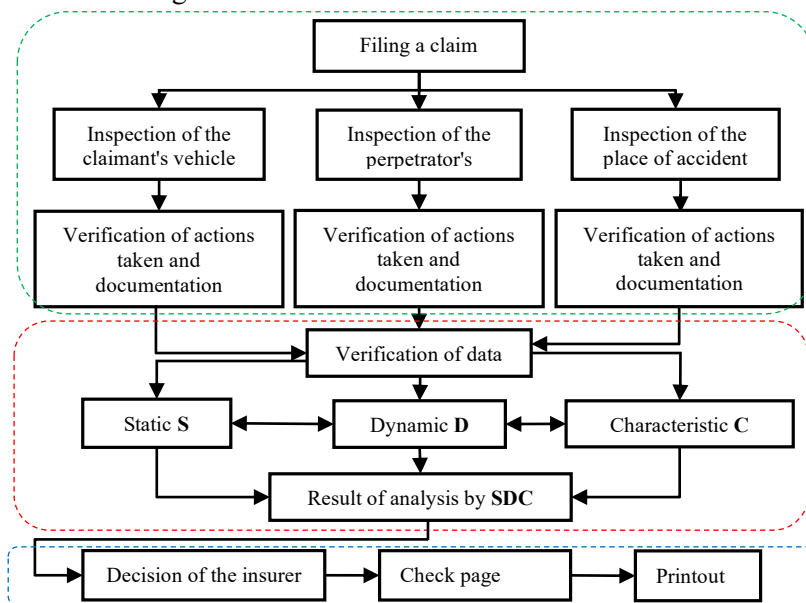 Filing a claim
Inspection of the
claimant's vehicle
Inspection of the
perpetrator's
Inspection of the
place of accident
Verification of actions
taken and
documentation
Verification of actions
taken and
documentation
Verification of actions
taken and
documentation
Verification of data
Static S
Dynamic D
Characteristic C
Result of analysis by SDC
Decision of the insurer
Check page
Printout